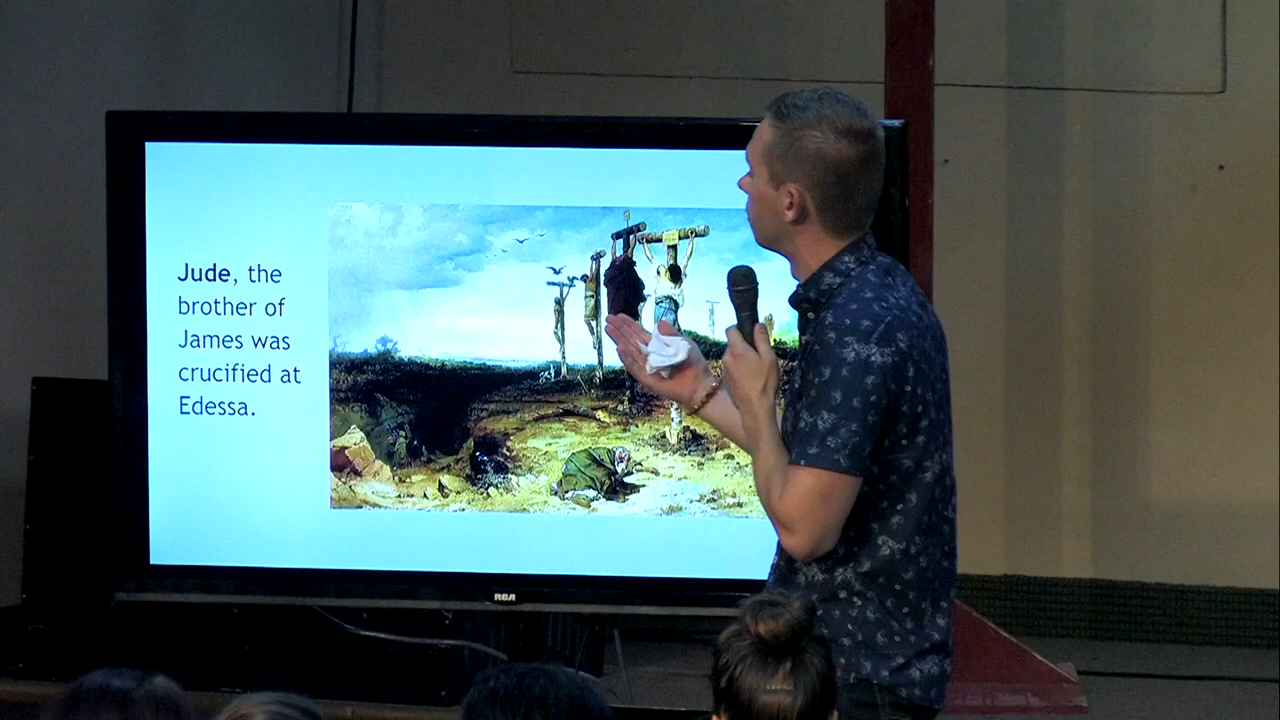 Jude, the
brother of
James was
crucified at
Edessa.
RCA